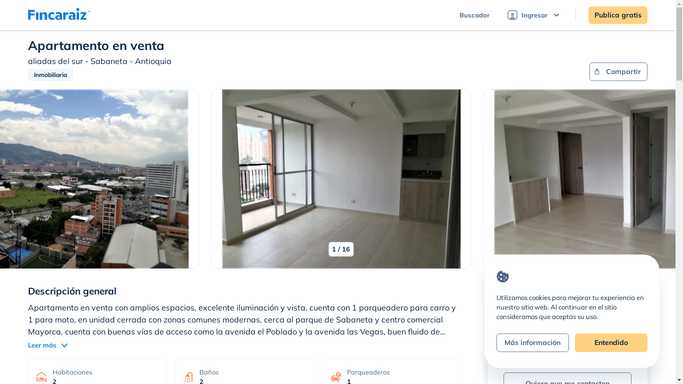 Fincaraiz
Buscador
Ingresar
Publica gratis
Apartamento en venta
aliadas del sur - Sabaneta - Antioquia
Inmobiliaria
Compartir
1 / 16
Descripción general
Apartamento en venta con amplios espacios, excelente iluminación y vista, cuenta con 1 parqueadero para carro y
1 para moto, en unidad cerrada con zonas comunes modernas, cerca al parque de Sabaneta y centro comercial
Mayorca, cuenta con buenas vías de acceso como la avenida el Poblado y la avenida las Vegas, buen fluido de...
Leer más
Habitaciones
2
Baños
2
Parqueaderos
1
Utilizamos cookies para mejorar tu experiencia en
nuestro sitio web. Al continuar en el sitio
consideramos que aceptas su uso.
Más información
Entendido
Quiero que me contacten